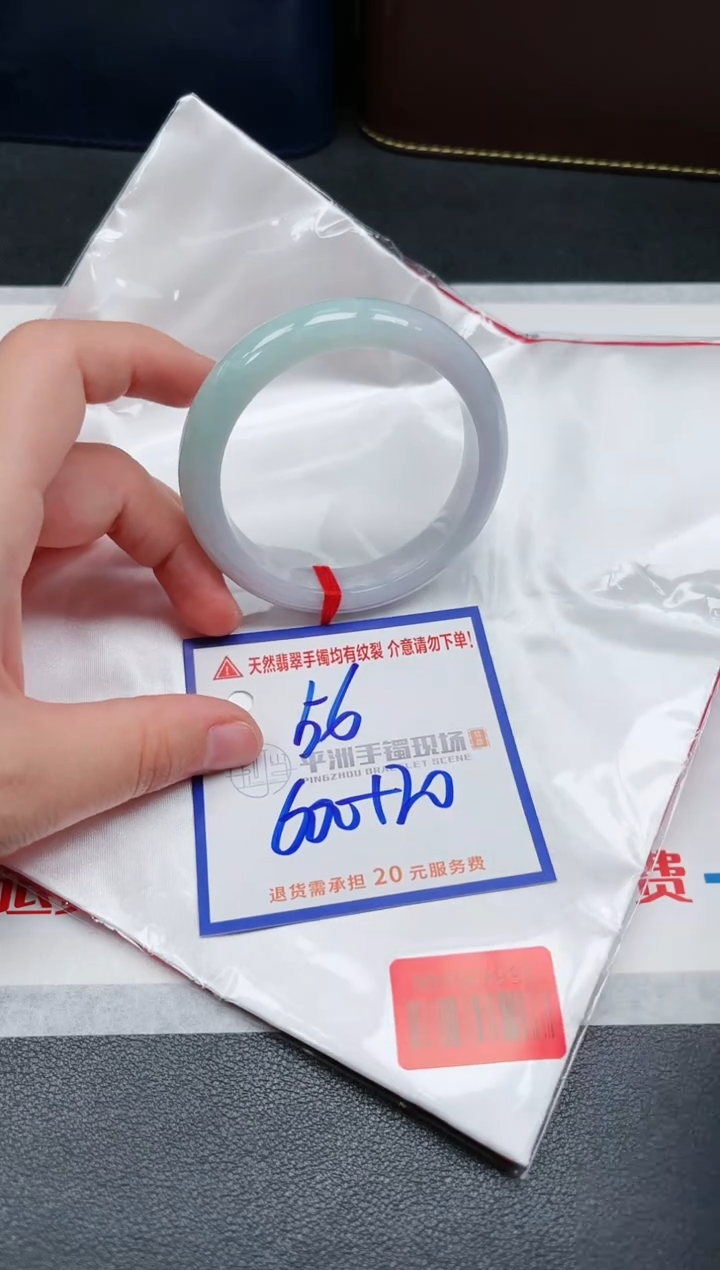 天然翡翠手镯均有纹裂 介意请勿下单!
56
平洲手镯现场
PINGZHOU BRACELET SCENE
600+20
退货需承担 20 元服务费
费